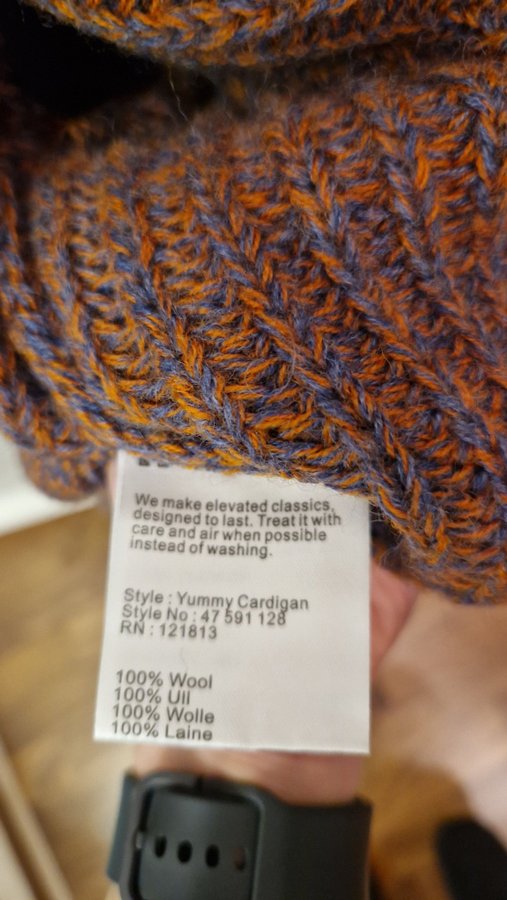 We make elevated classics,
designed to last. Treat it with
care and air when possible
instead of washing.
Style : Yummy Cardigan
Style No : 47 591 128
RN : 121813
100% Wool
100% Ull
100% Wolle
100% Laine